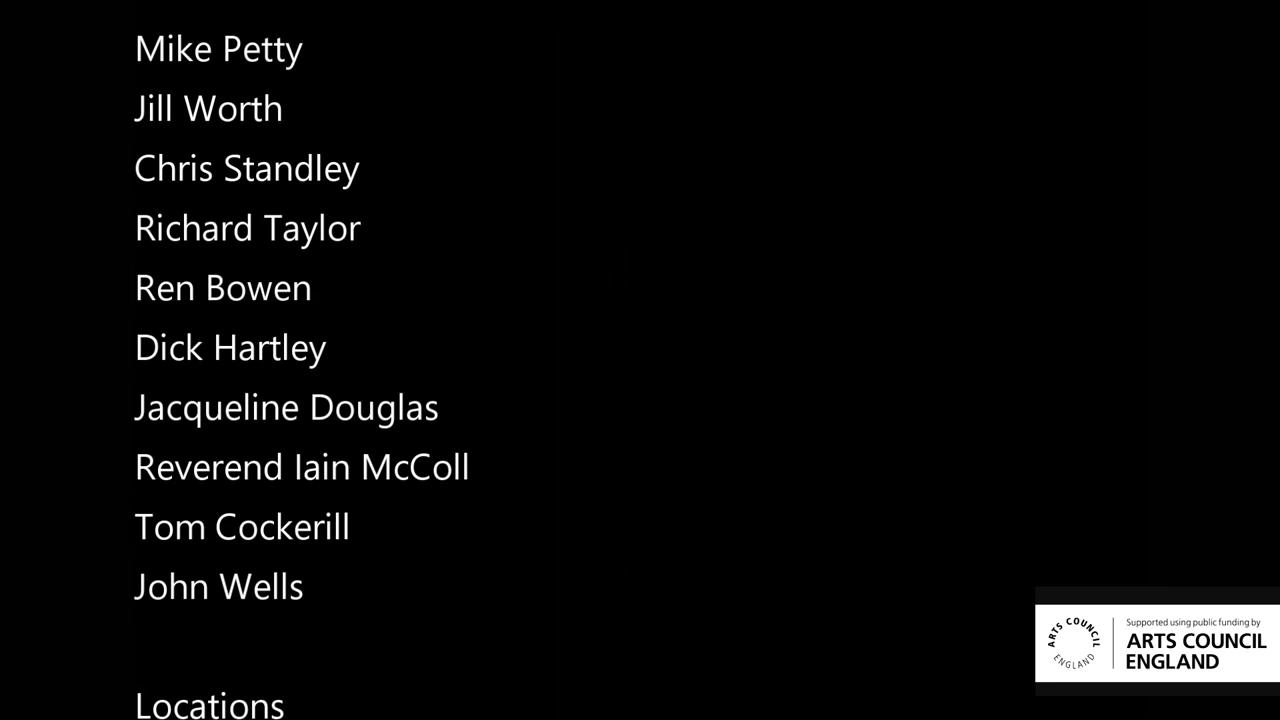 Mike Petty
Jill Worth
Chris Standley
Richard Taylor
Ren Bowen
Dick Hartley
Jacqueline Douglas
Reverend Iain McColl
Tom Cockerill
John Wells
Locations
ARTS COUNCIL ENGLAND
Supported using public funding by
ARTS COUNCIL
ENGLAND